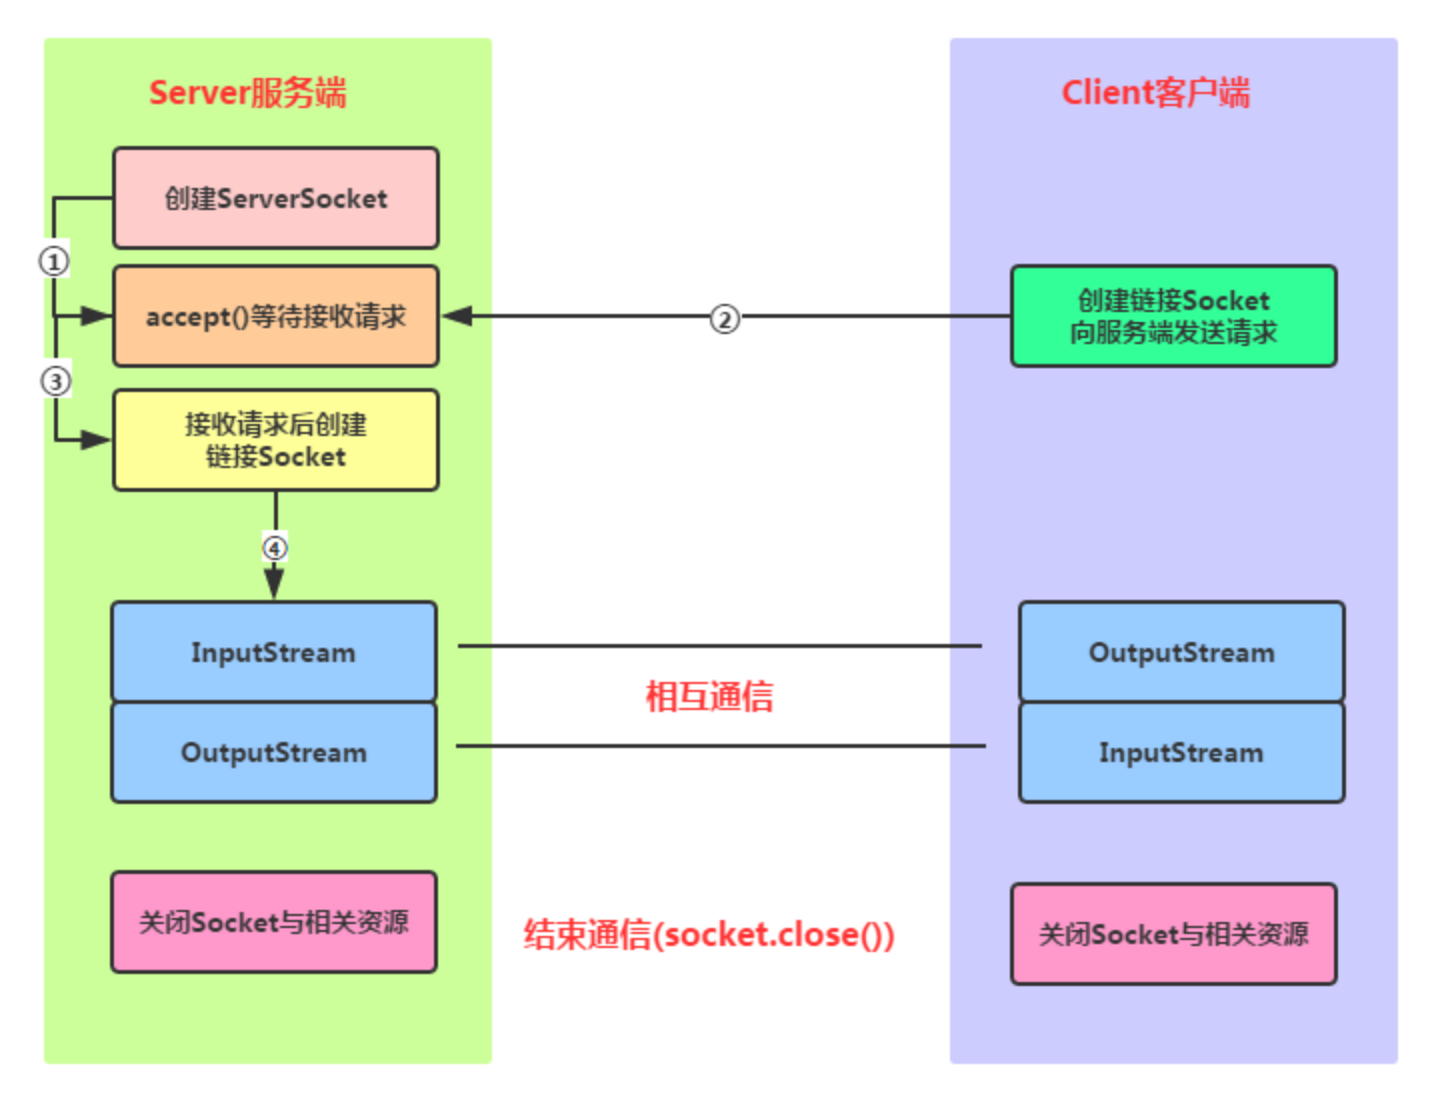 Server服务端
Client客户端
创建ServerSocket
①
accept()等待接收请求
②
创建链接Socket
向服务端发送请求
③
接收请求后创建
链接Socket
④
InputStream
OutputStream
相互通信
OutputStream
InputStream
关闭Socket与相关资源
结束通信(socket.close())
关闭Socket与相关资源